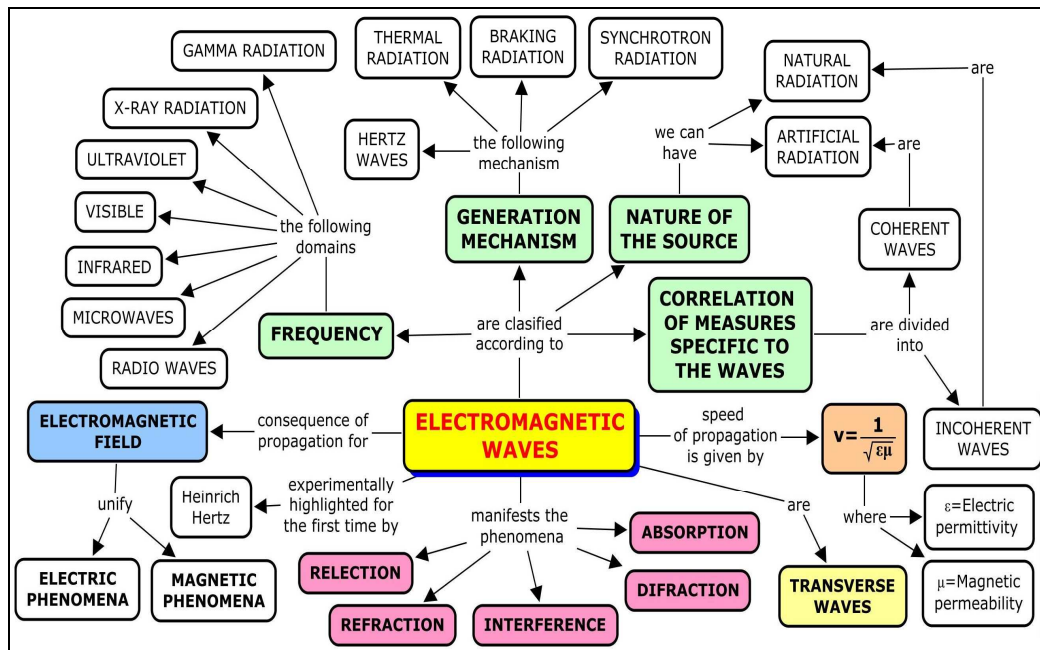 GAMMA RADIATION
THERMAL
RADIATION
BRAKING
RADIATION
SYNCHROTRON
RADIATION
NATURAL
RADIATION
are
X-RAY RADIATION
HERTZ
WAVES
the following
mechanism
we can
have
ARTIFICIAL
RADIATION
are
ULTRAVIOLET
VISIBLE
INFRARED
MICROWAVES
RADIO WAVES
the following
domains
GENERATION
MECHANISM
NATURE OF
THE SOURCE
COHERENT
WAVES
FREQUENCY
are clasified
according to
CORRELATION
OF MEASURES
SPECIFIC TO
THE WAVES
are divided
into
ELECTROMAGNETIC
FIELD
consequence of
propagation for
ELECTROMAGNETIC
WAVES
speed
of propagation
is given by
v=1/√εμ
INCOHERENT
WAVES
unify
Heinrich
Hertz
experimentally
highlighted for
the first time by
manifests the
phenomena
are
where
ε=Electric
permittivity
μ=Magnetic
permeability
ELECTRIC
PHENOMENA
MAGNETIC
PHENOMENA
RELECTION
REFRACTION
INTERFERENCE
DIFRACTION
ABSORPTION
TRANSVERSE
WAVES